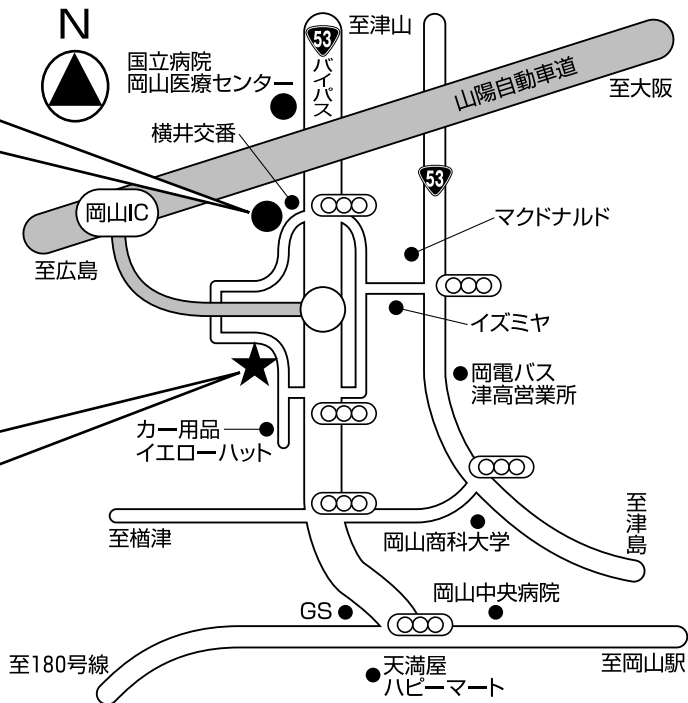 N
53
バイパス
至津山
国立病院
岡山医療センター
山陽自動車道
至大阪
横井交番
53
岡山IC
マクドナルド
至広島
イズミヤ
岡電バス
津高営業所
カー用品
イエローハット
至楢津
岡山商科大学
至津島
GS
岡山中央病院
至180号線
天満屋
ハピーマート
至岡山駅